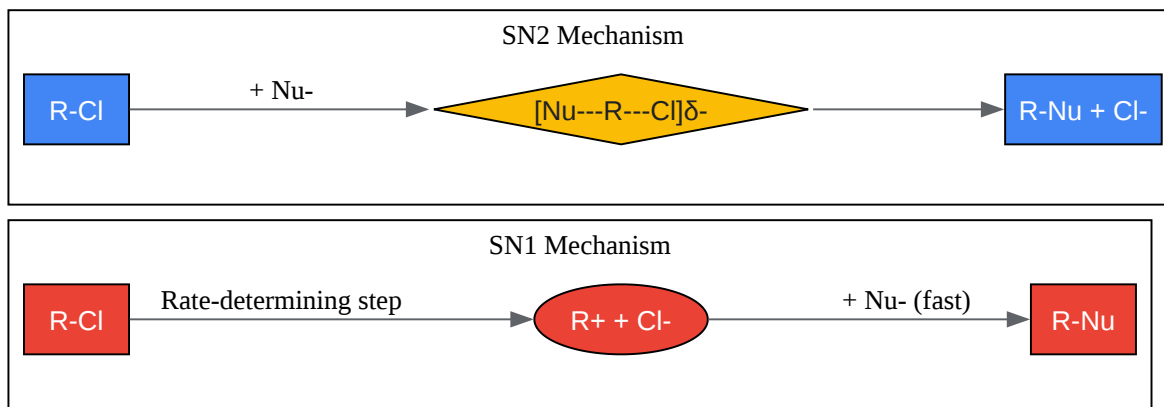 SN2 Mechanism
R-Cl
+ Nu-
[Nu---R---Cl]δ-
R-Nu + Cl-
SN1 Mechanism
R-Cl
Rate-determining step
R+ + Cl-
+ Nu- (fast)
R-Nu